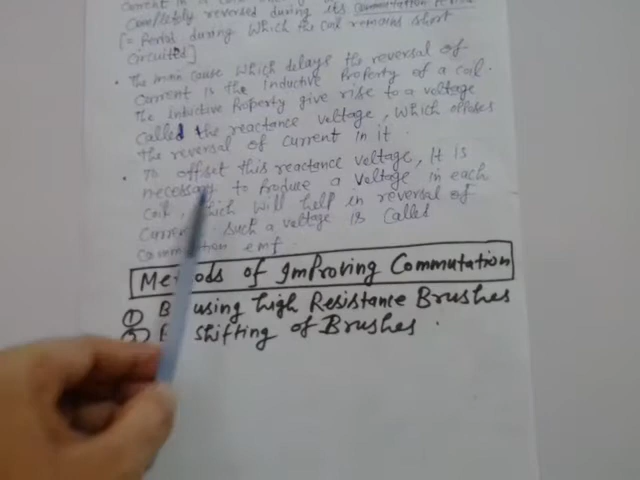 Completely reversed during its commutation
[= Period during which the coil remains short
circuited]
• The main cause which delays the reversal of
current is the inductive Property of a coil.
The inductive Property give rise to a voltage
called the reactance voltage, which opposes
the reversal of current in it
• To offset this reactance voltage, It is
necessary to Produce a voltage in each
coil, which will help in reversal of
current. such a voltage is called
commutation emf.
Methods of Improving Commutation
① By using high Resistance Brushes
② shifting of Brushes.